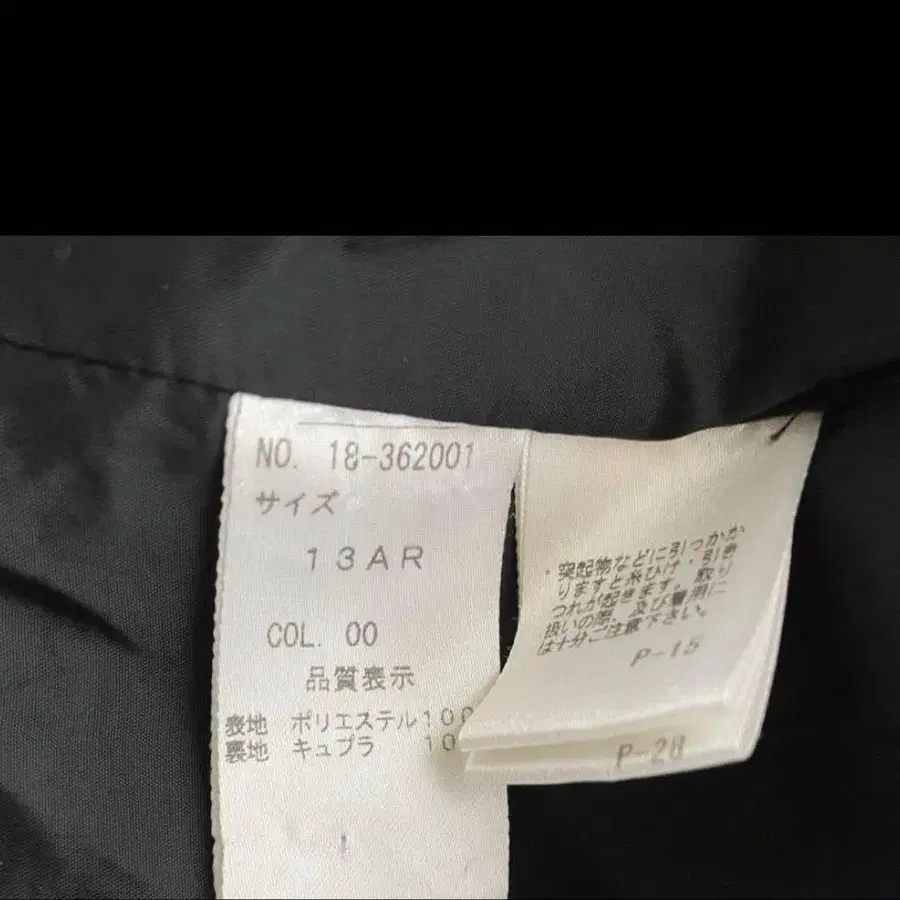 NO. 18-362001
サイズ
13AR
COL. 00
品質表示
表地 ポリエステル100
裏地 キュプラ 10
・突起物などに引っかか
りますと糸ひけ・引き
つれが起きます。取り
扱いの際、及び着用に
は十分ご注意下さい。
P-15
P-28